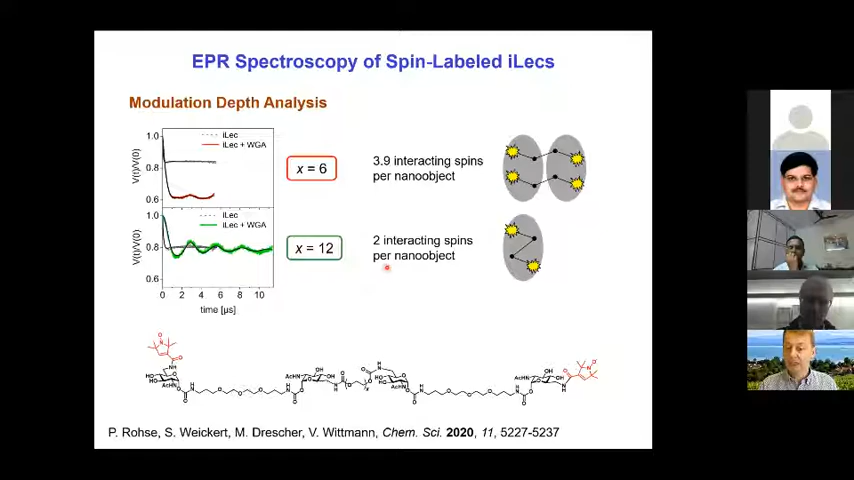 EPR Spectroscopy of Spin-Labeled iLecs
Modulation Depth Analysis
1.0
0.8
0.6
V(t)/V(0)
iLec
iLec + WGA
x = 6
3.9 interacting spins
per nanoobject
1.0
0.8
0.6
V(t)/V(0)
iLec
iLec + WGA
x = 12
2 interacting spins
per nanoobject
0 2 4 6 8 10
time [µs]
P. Rohse, S. Weickert, M. Drescher, V. Wittmann, Chem. Sci. 2020, 11, 5227-5237